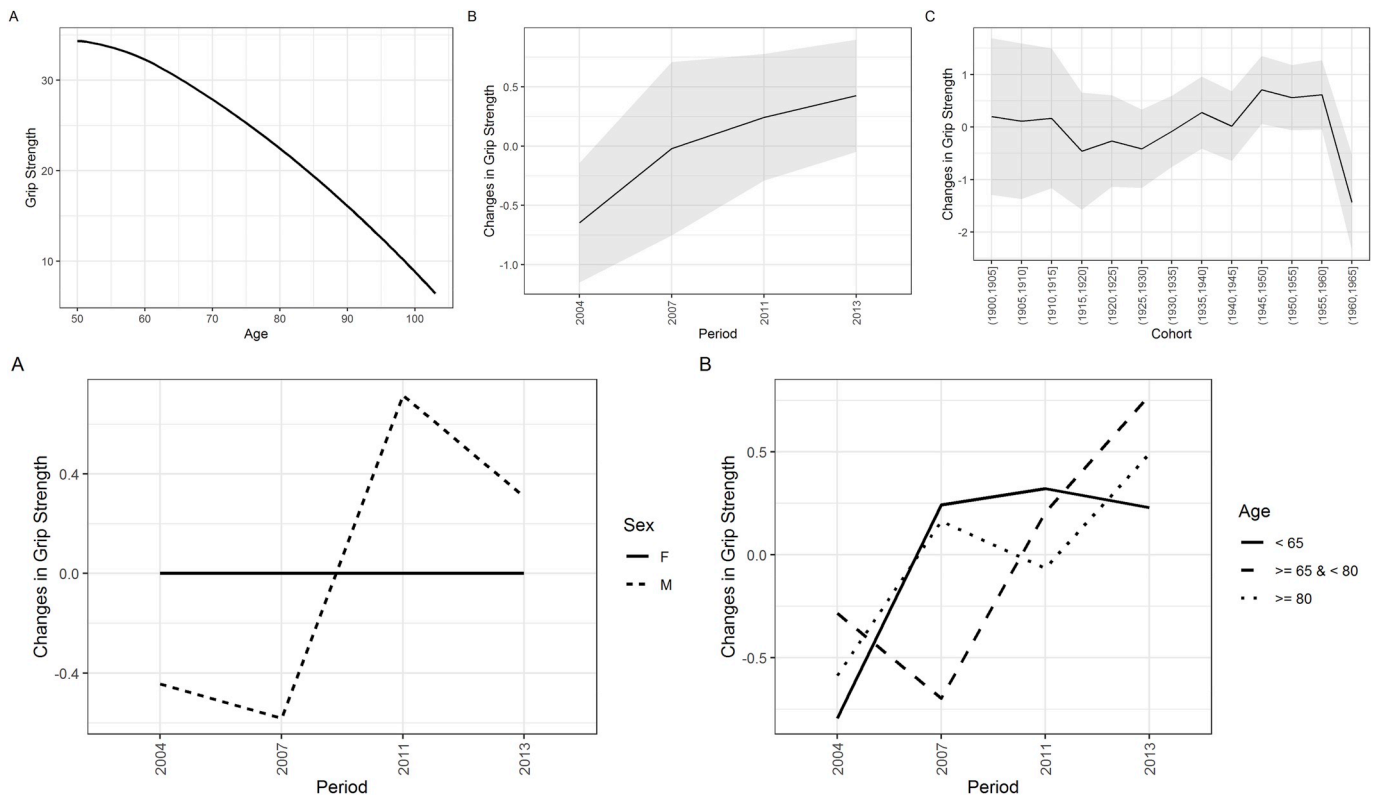 A
Grip Strength
30
20
10
50 60 70 80 90 100
Age
B
Changes in Grip Strength
0.5
0.0
-0.5
-1.0
2004 2007 2011 2013
Period
C
Changes in Grip Strength
1
0
-1
-2
(1900,1905] (1905,1910] (1910,1915] (1915,1920] (1920,1925] (1925,1930] (1930,1935] (1935,1940] (1940,1945] (1945,1950] (1950,1955] (1955,1960] (1960,1965]
Cohort
A
Changes in Grip Strength
0.4
0.0
-0.4
2004 2007 2011 2013
Period
Sex
F
M
B
Changes in Grip Strength
0.5
0.0
-0.5
2004 2007 2011 2013
Period
Age
< 65
>= 65 & < 80
>= 80